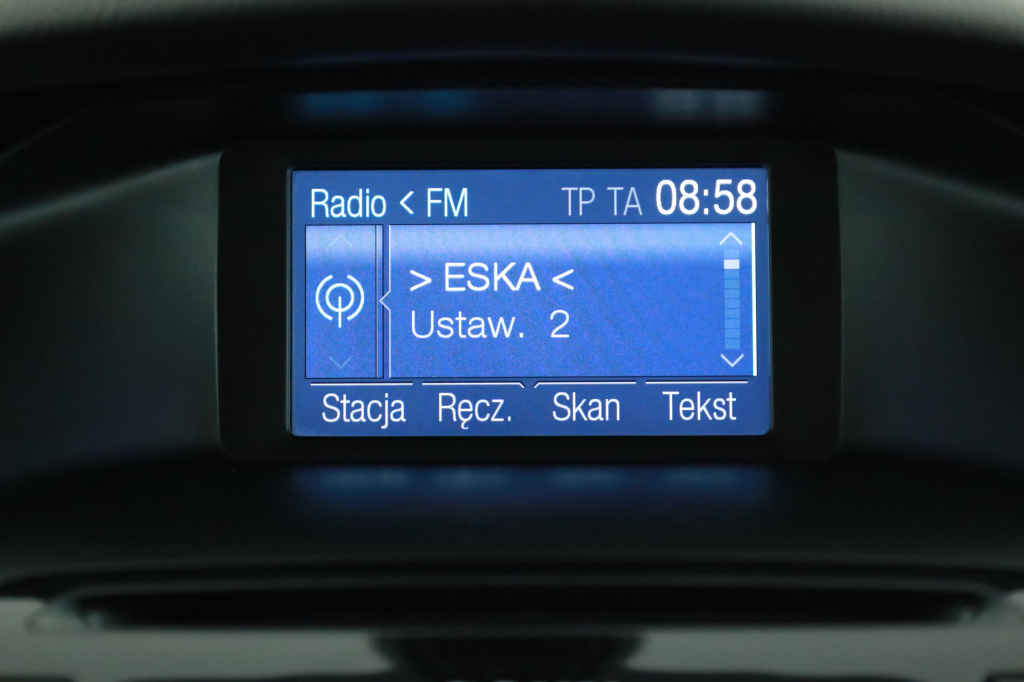 Radio < FM TP TA 08:58
> ESKA <
Ustaw. 2
Stacja Ręcz. Skan Tekst